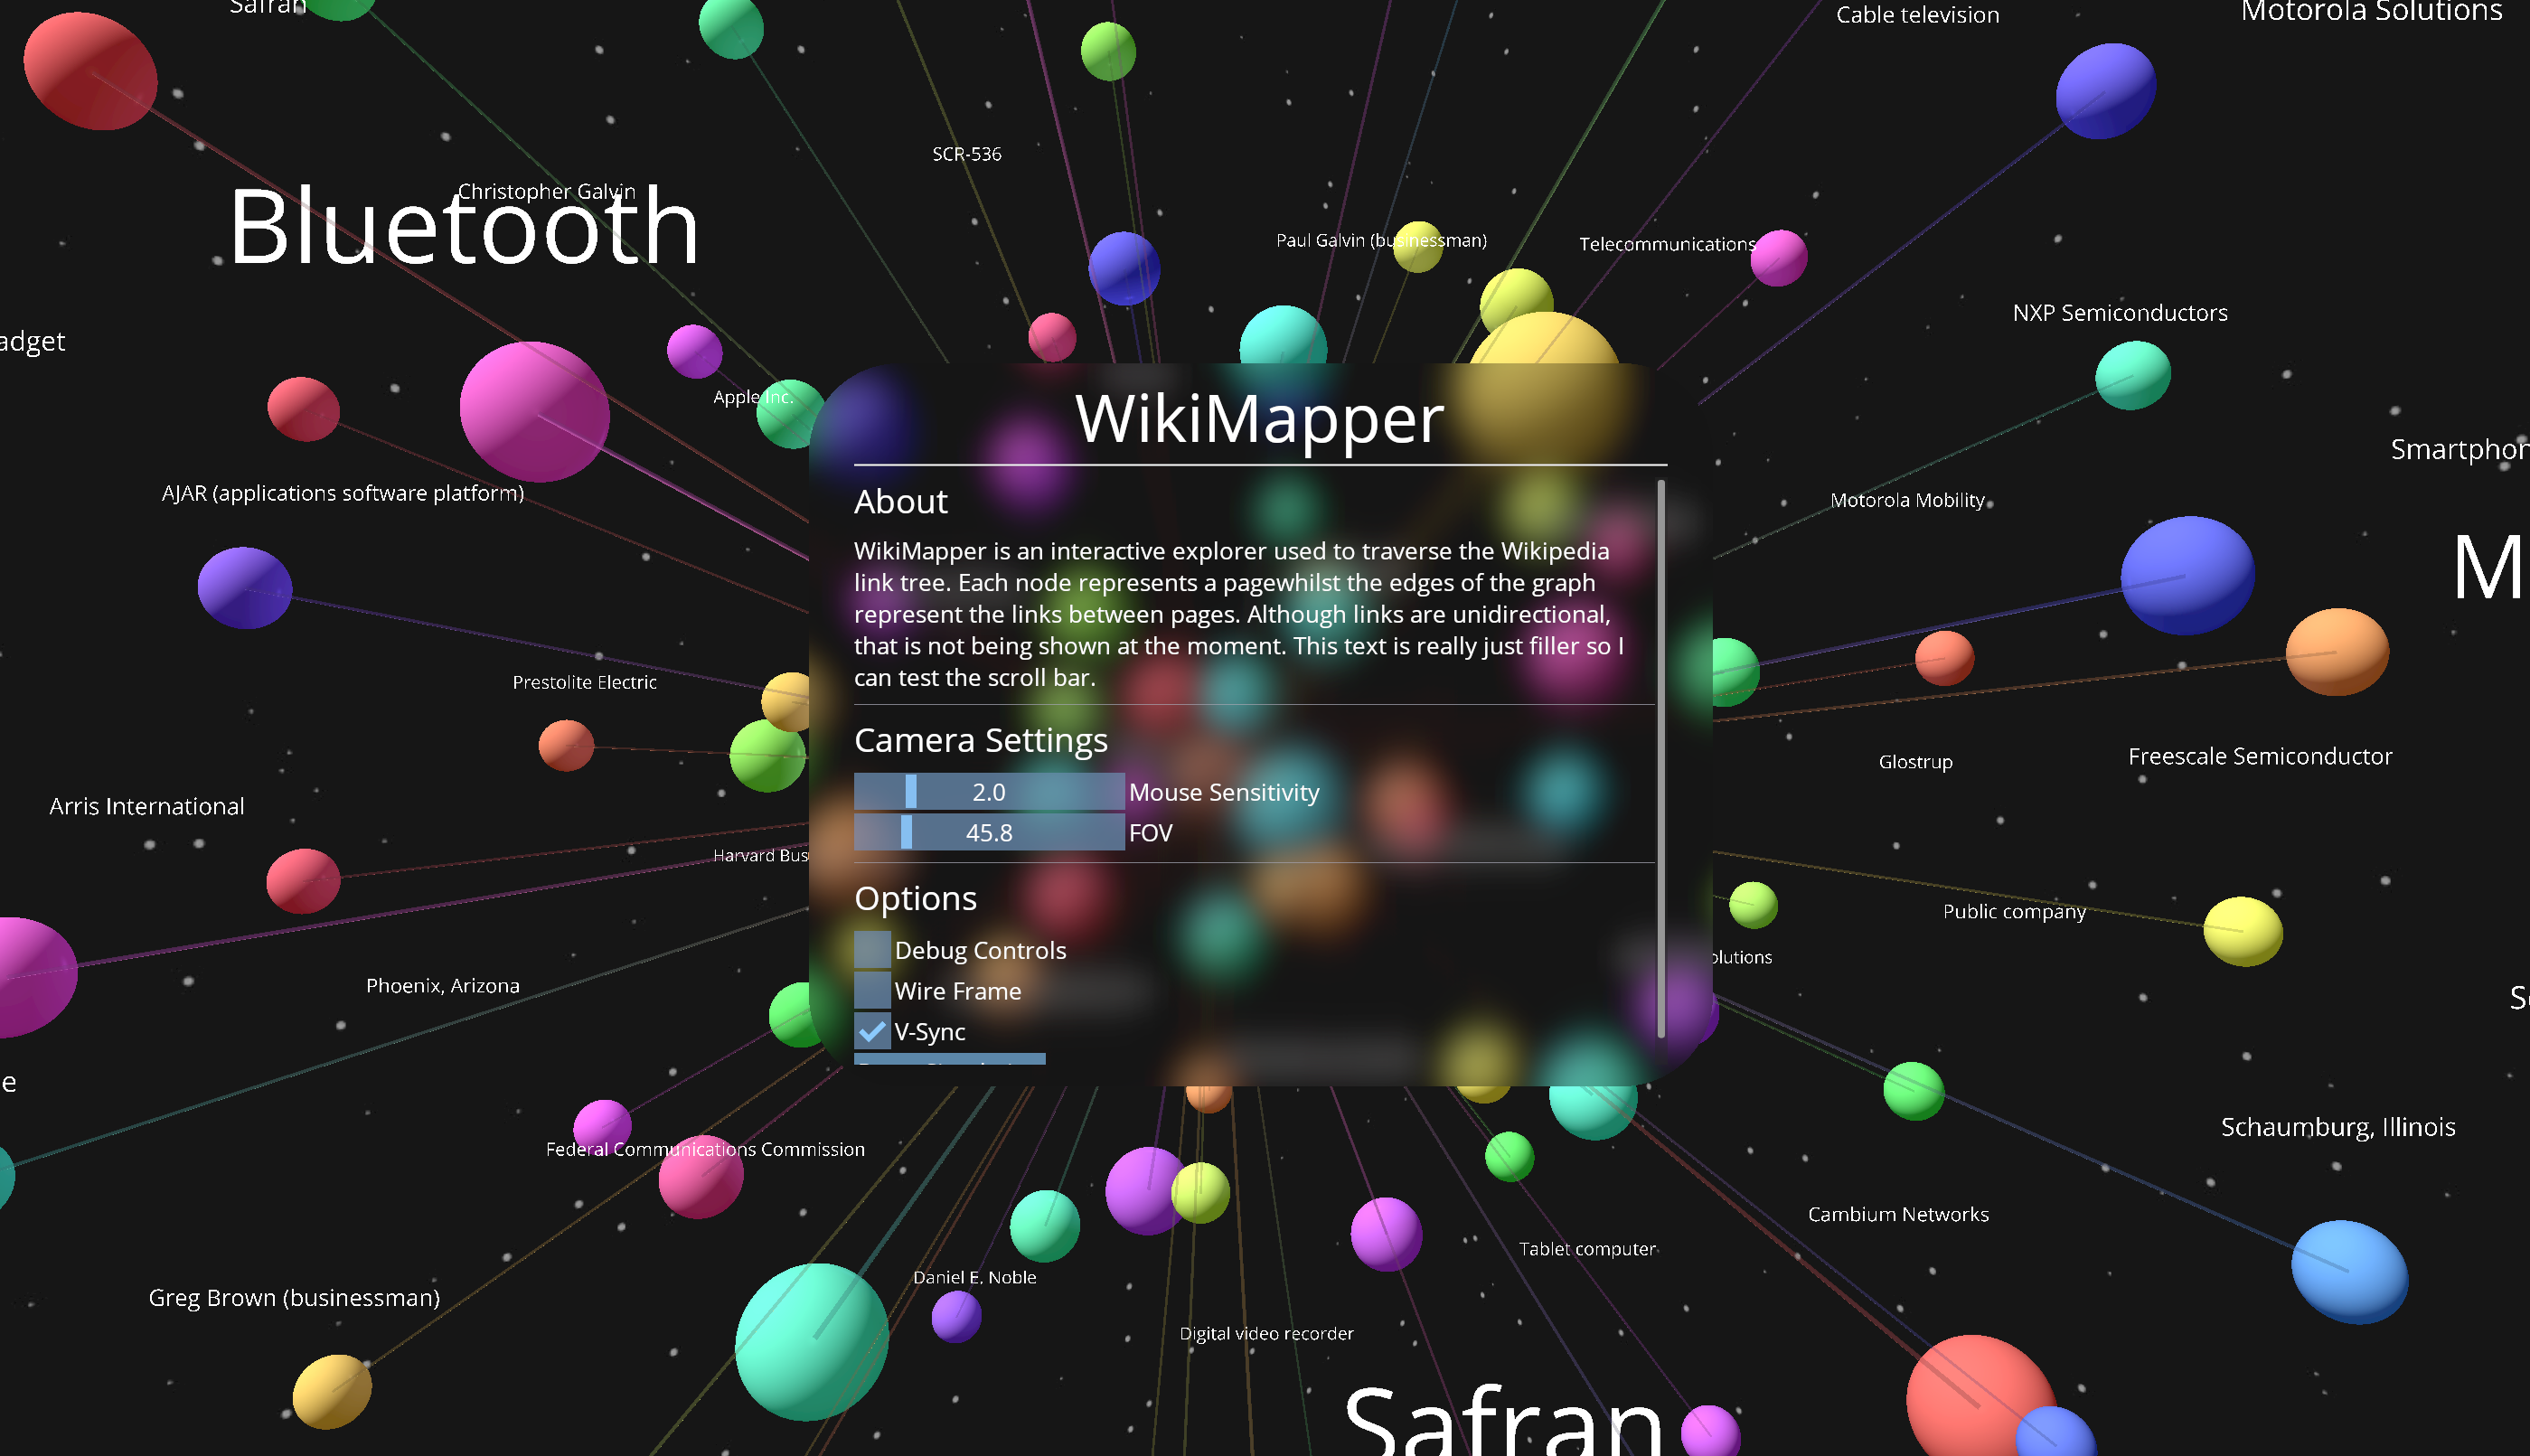 Safran
Cable television
Motorola Solutions
SCR-536
Christopher Galvin
Bluetooth
Paul Galvin (businessman)
Telecommunications
NXP Semiconductors
adget
Apple Inc.
WikiMapper
Smartphon
AJAR (applications software platform)
Motorola Mobility
About
WikiMapper is an interactive explorer used to traverse the Wikipedia
link tree. Each node represents a pagewhilst the edges of the graph
represent the links between pages. Although links are unidirectional,
that is not being shown at the moment. This text is really just filler so I
can test the scroll bar.
M
Prestolite Electric
Camera Settings
2.0 Mouse Sensitivity
45.8 FOV
Glostrup
Freescale Semiconductor
Arris International
Harvard Bus
Options
Debug Controls
Wire Frame
V-Sync
Public company
olutions
Phoenix, Arizona
e
Schaumburg, Illinois
Federal Communications Commission
Cambium Networks
Tablet computer
Daniel E. Noble
Greg Brown (businessman)
Digital video recorder
Safran